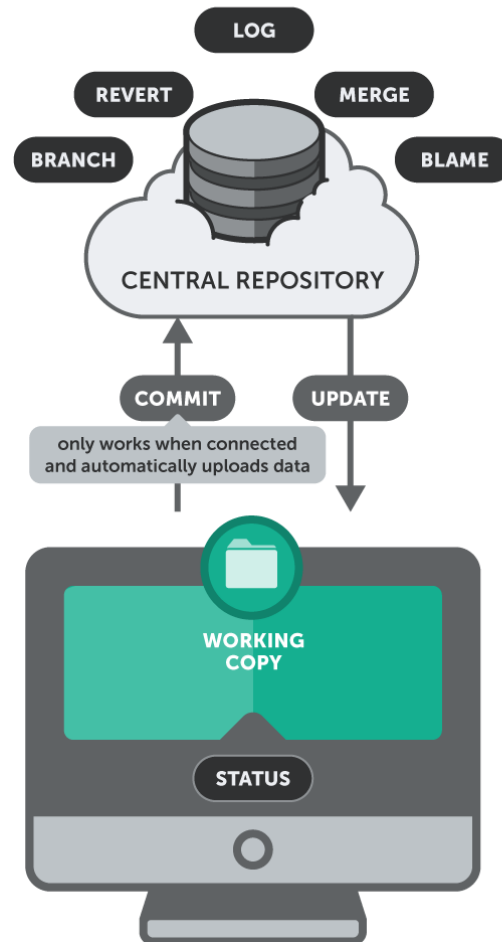 LOG
REVERT
MERGE
BRANCH
BLAME
CENTRAL REPOSITORY
COMMIT
UPDATE
only works when connected
and automatically uploads data
WORKING
COPY
STATUS